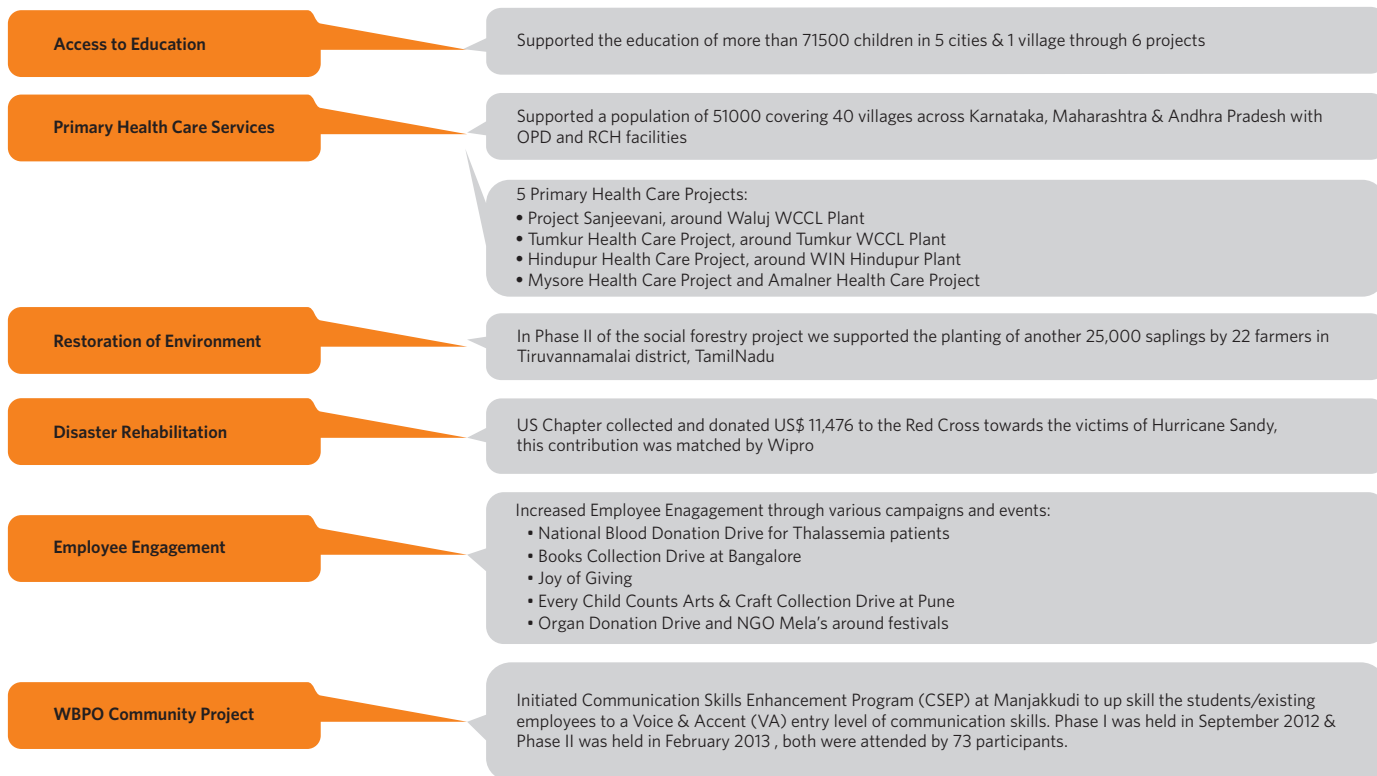 Access to Education
Supported the education of more than 71500 children in 5 cities & 1 village through 6 projects
Primary Health Care Services
Supported a population of 51000 covering 40 villages across Karnataka, Maharashtra & Andhra Pradesh with
OPD and RCH facilities
5 Primary Health Care Projects:
• Project Sanjeevani, around Waluj WCCL Plant
• Tumkur Health Care Project, around Tumkur WCCL Plant
• Hindupur Health Care Project, around WIN Hindupur Plant
• Mysore Health Care Project and Amalner Health Care Project
Restoration of Environment
In Phase II of the social forestry project we supported the planting of another 25,000 saplings by 22 farmers in
Tiruvannamalai district, TamilNadu
Disaster Rehabilitation
US Chapter collected and donated US$ 11,476 to the Red Cross towards the victims of Hurricane Sandy,
this contribution was matched by Wipro
Employee Engagement
Increased Employee Enagagement through various campaigns and events:
• National Blood Donation Drive for Thalassemia patients
• Books Collection Drive at Bangalore
• Joy of Giving
• Every Child Counts Arts & Craft Collection Drive at Pune
• Organ Donation Drive and NGO Mela's around festivals
WBPO Community Project
Initiated Communication Skills Enhancement Program (CSEP) at Manjakkudi to up skill the students/existing
employees to a Voice & Accent (VA) entry level of communication skills. Phase I was held in September 2012 &
Phase II was held in February 2013 , both were attended by 73 participants.